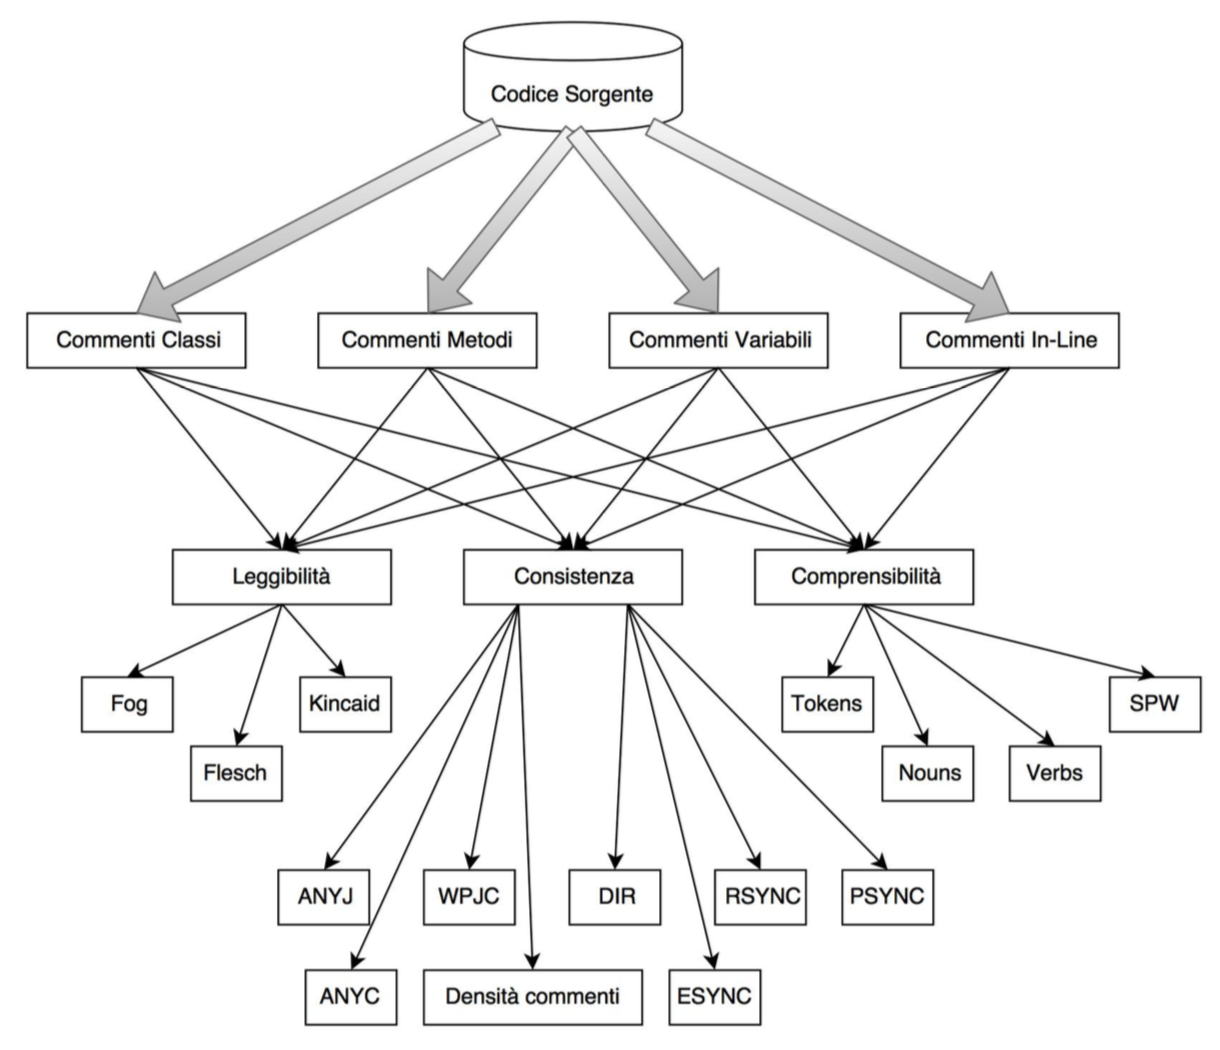 Codice Sorgente
Commenti Classi
Commenti Metodi
Commenti Variabili
Commenti In-Line
Leggibilità
Consistenza
Comprensibilità
Fog
Kincaid
Tokens
SPW
Flesch
Nouns
Verbs
ANYJ
WPJC
DIR
RSYNC
PSYNC
ANYC
Densità commenti
ESYNC